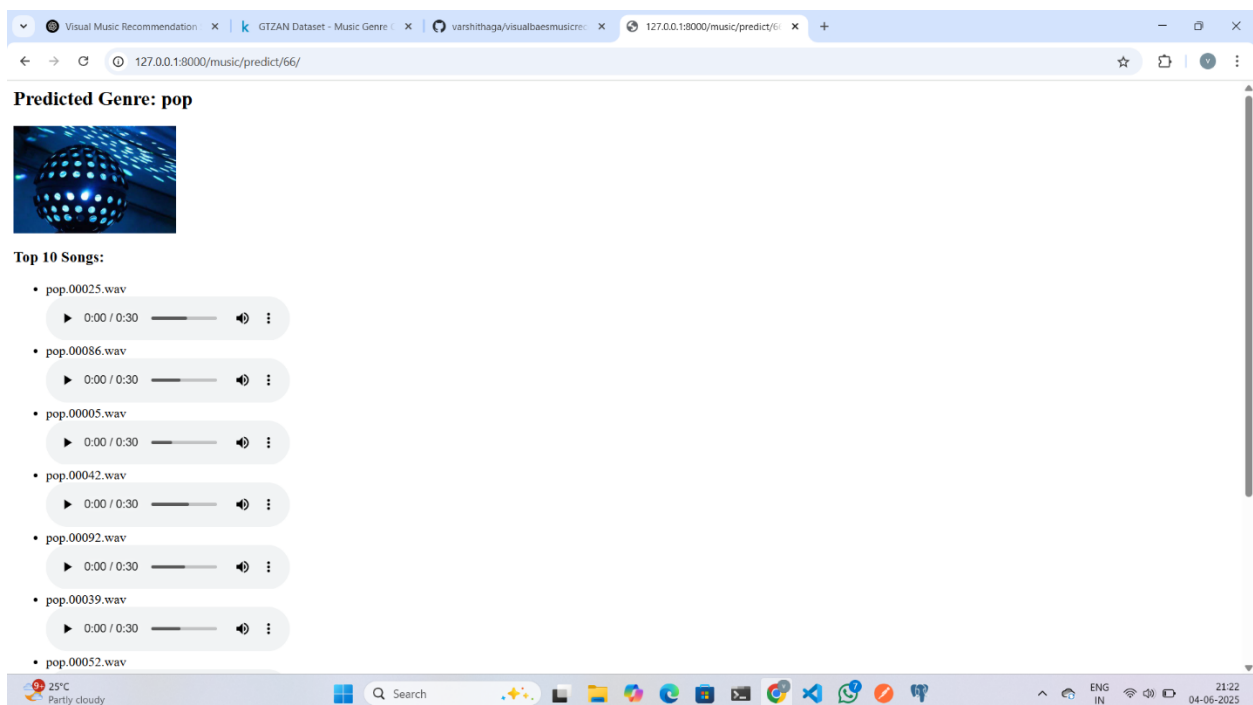 Visual Music Recommendation
GTZAN Dataset - Music Genre
varshithaga/visualbaesmusicrec
127.0.0.1:8000/music/predict/66
127.0.0.1:8000/music/predict/66/
V
Predicted Genre: pop
Top 10 Songs:
pop.00025.wav
0:00 / 0:30
pop.00086.wav
0:00 / 0:30
pop.00005.wav
0:00 / 0:30
pop.00042.wav
0:00 / 0:30
pop.00092.wav
0:00 / 0:30
pop.00039.wav
0:00 / 0:30
pop.00052.wav
9+
25°C
Partly cloudy
Search
7
ENG
IN
21:22
04-06-2025